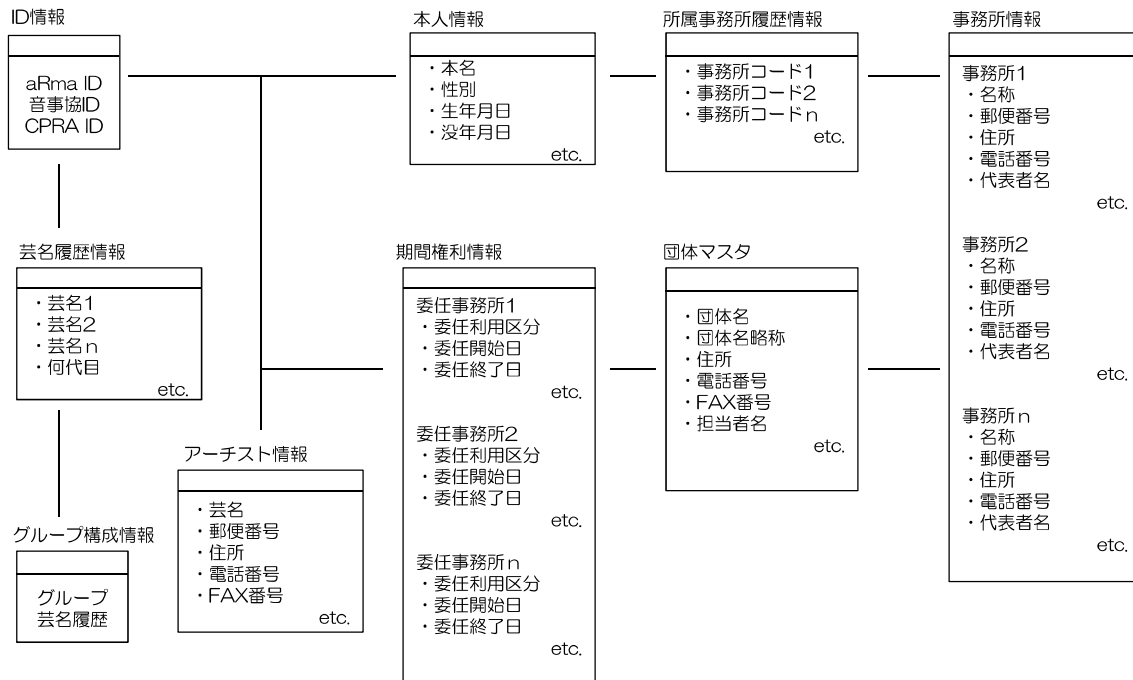 ID情報
aRma ID
音事協ID
CPRA ID
本人情報
・本名
・性別
・生年月日
・没年月日
etc.
所属事務所履歴情報
・事務所コード1
・事務所コード2
・事務所コードn
etc.
事務所情報
事務所1
・名称
・郵便番号
・住所
・電話番号
・代表者名
etc.
事務所2
・名称
・郵便番号
・住所
・電話番号
・代表者名
etc.
事務所n
・名称
・郵便番号
・住所
・電話番号
・代表者名
etc.
芸名履歴情報
・芸名1
・芸名2
・芸名n
・何代目
etc.
期間権利情報
委任事務所1
・委任利用区分
・委任開始日
・委任終了日
etc.
委任事務所2
・委任利用区分
・委任開始日
・委任終了日
etc.
委任事務所n
・委任利用区分
・委任開始日
・委任終了日
etc.
団体マスタ
・団体名
・団体名略称
・住所
・電話番号
・FAX番号
・担当者名
etc.
アーチスト情報
・芸名
・郵便番号
・住所
・電話番号
・FAX番号
etc.
グループ構成情報
グループ
芸名履歴